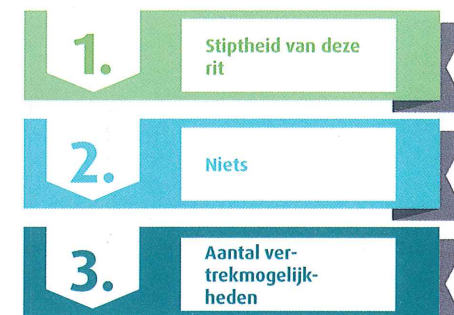 1.
Stiptheid van deze
rit
2.
Niets
3.
Aantal ver-
trekmogelijk-
heden